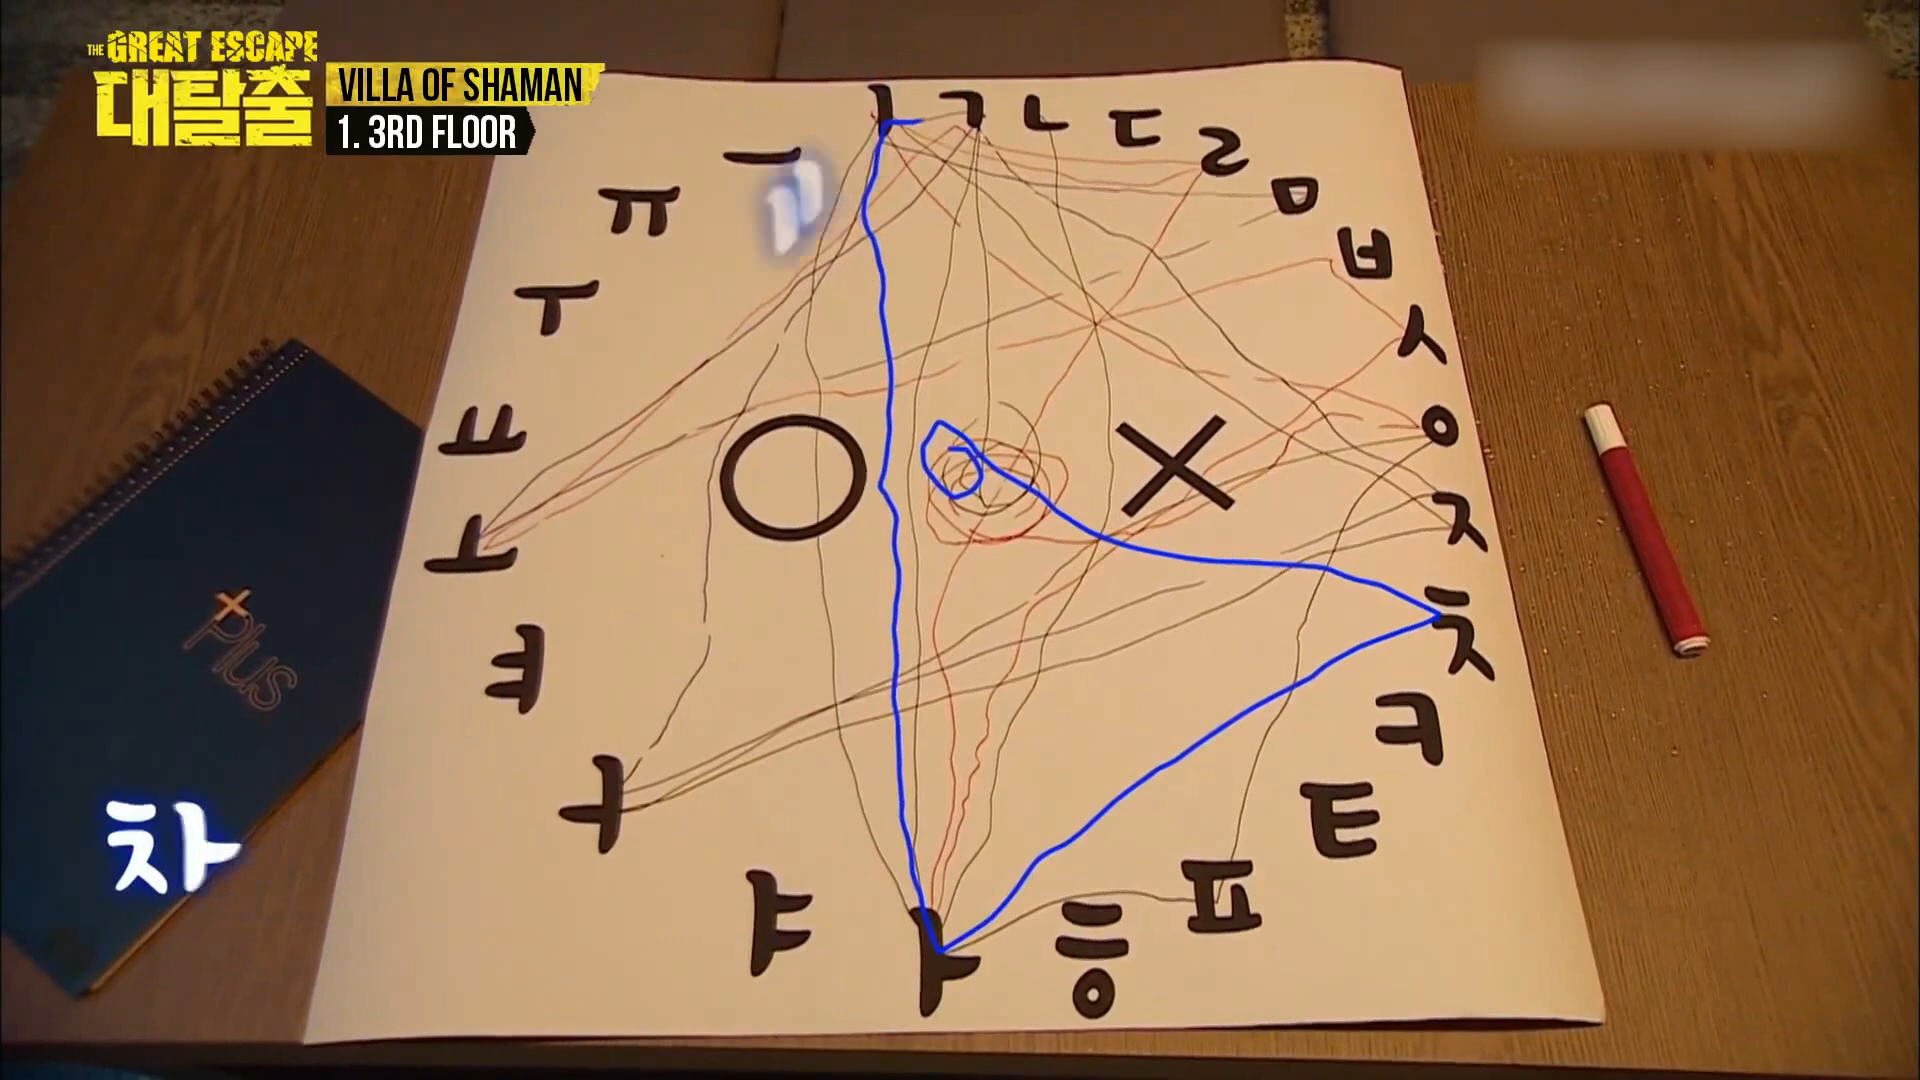 THE GREAT ESCAPE
대탈출
VILLA OF SHAMAN
1. 3RD FLOOR
ㅣ ㄱ ㄴ ㄷ ㄹ ㅁ ㅂ ㅅ ㅇ ㅈ ㅊ ㅋ ㅌ ㅍ ㅎ ㅏ ㅑ ㅓ ㅕ ㅗ ㅛ ㅜ ㅠ ㅡ
O X
Plus
차